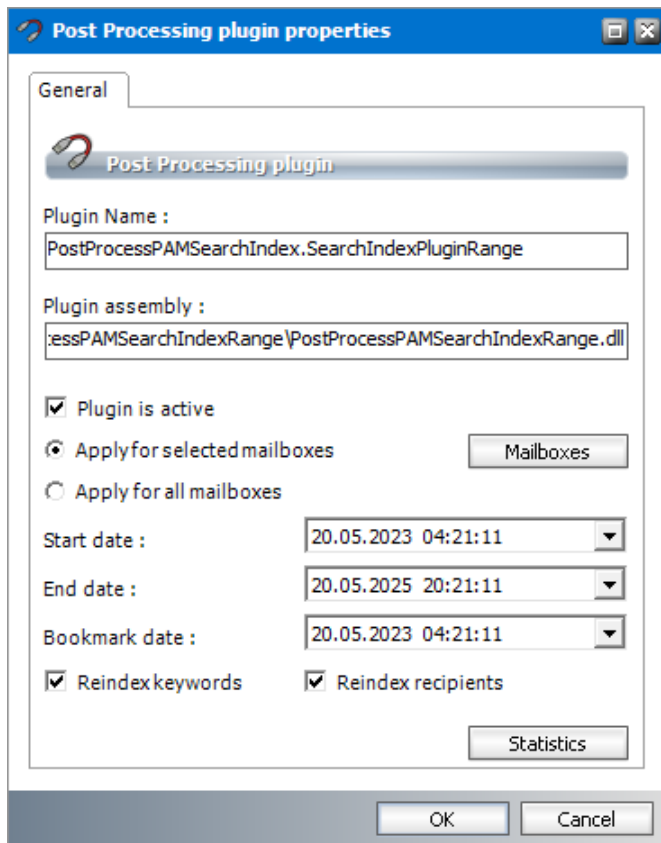 Post Processing plugin properties
General
Post Processing plugin
Plugin Name :
PostProcessPAMSearchIndex.SearchIndexPluginRange
Plugin assembly :
essPAMSearchIndexRange\PostProcessPAMSearchIndexRange.dll
Plugin is active
Apply for selected mailboxes
Mailboxes
Apply for all mailboxes
Start date :
20.05.2023 04:21:11
End date :
20.05.2025 20:21:11
Bookmark date :
20.05.2023 04:21:11
Reindex keywords
Reindex recipients
Statistics
OK
Cancel